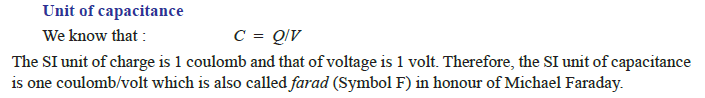 Unit of capacitance
We know that : C = Q/V
The SI unit of charge is 1 coulomb and that of voltage is 1 volt. Therefore, the SI unit of capacitance
is one coulomb/volt which is also called farad (Symbol F) in honour of Michael Faraday.